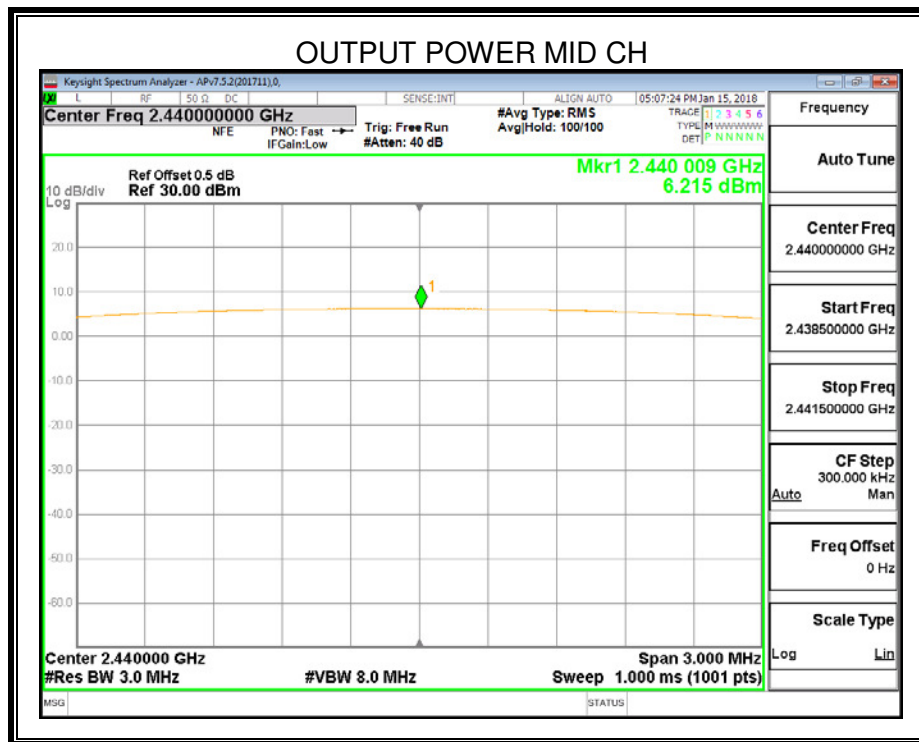 OUTPUT POWER MID CH
Keysight Spectrum Analyzer - APv7.5.2(201711),0,
L RF 50 Ω DC SENSE:INT ALIGN AUTO 05:07:24 PM Jan 15, 2018
Center Freq 2.440000000 GHz
NFE
PNO: Fast
IFGain:Low
Trig: Free Run
#Atten: 40 dB
#Avg Type: RMS
Avg|Hold: 100/100
TRACE 1 2 3 4 5 6
TYPE M WWWWW
DET P N N N N N
Frequency
Auto Tune
Center Freq
2.440000000 GHz
Start Freq
2.438500000 GHz
Stop Freq
2.441500000 GHz
CF Step
300.000 kHz
Auto Man
Freq Offset
0 Hz
Scale Type
Log Lin
Mkr1 2.440 009 GHz
6.215 dBm
Ref Offset 0.5 dB
10 dB/div Ref 30.00 dBm
Log
20.0
10.0
0.00
-10.0
-20.0
-30.0
-40.0
-50.0
-60.0
1
Center 2.440000 GHz Span 3.000 MHz
#Res BW 3.0 MHz #VBW 8.0 MHz Sweep 1.000 ms (1001 pts)
MSG STATUS